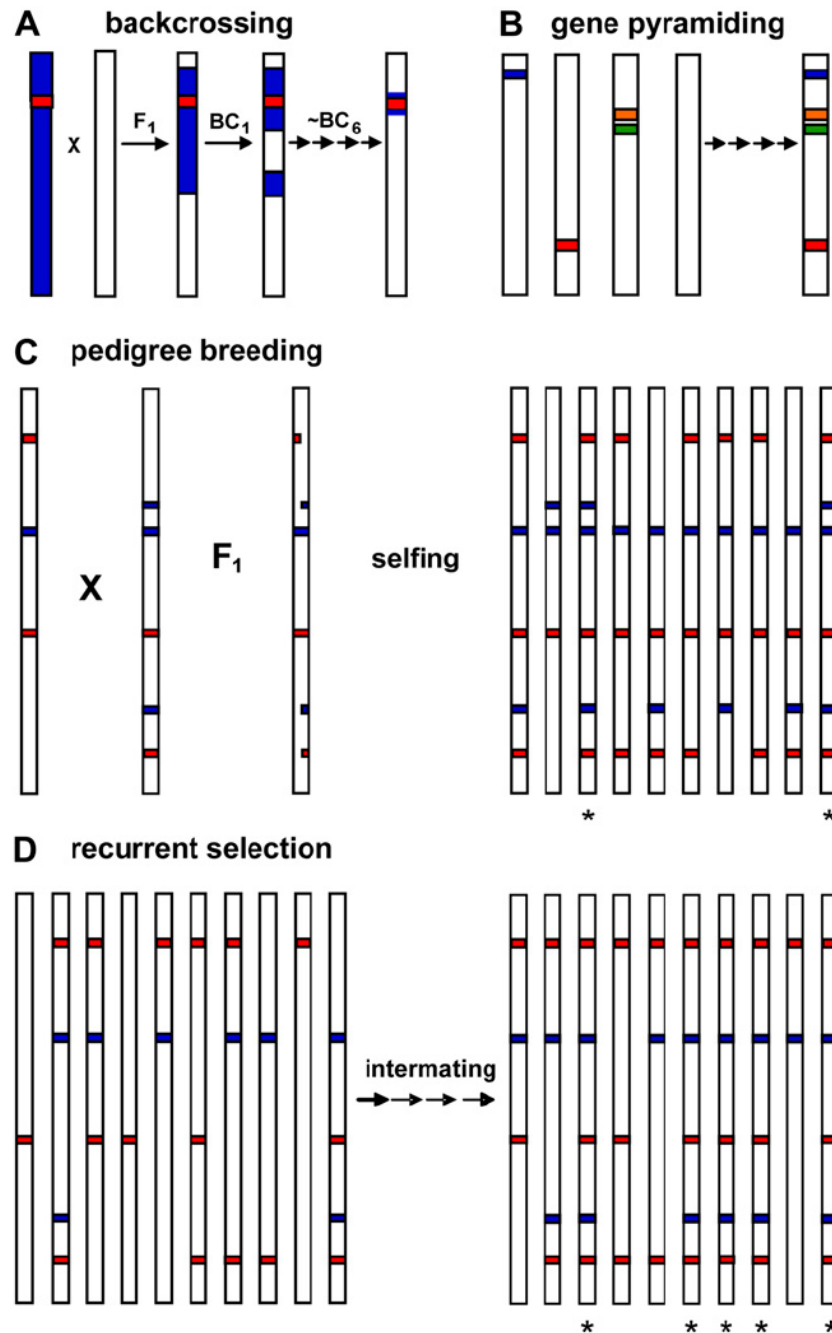 A backcrossing
B gene pyramiding
X F1 BC1 ~BC6
C pedigree breeding
X F1 selfing
* *
D recurrent selection
intermating
* * * * *